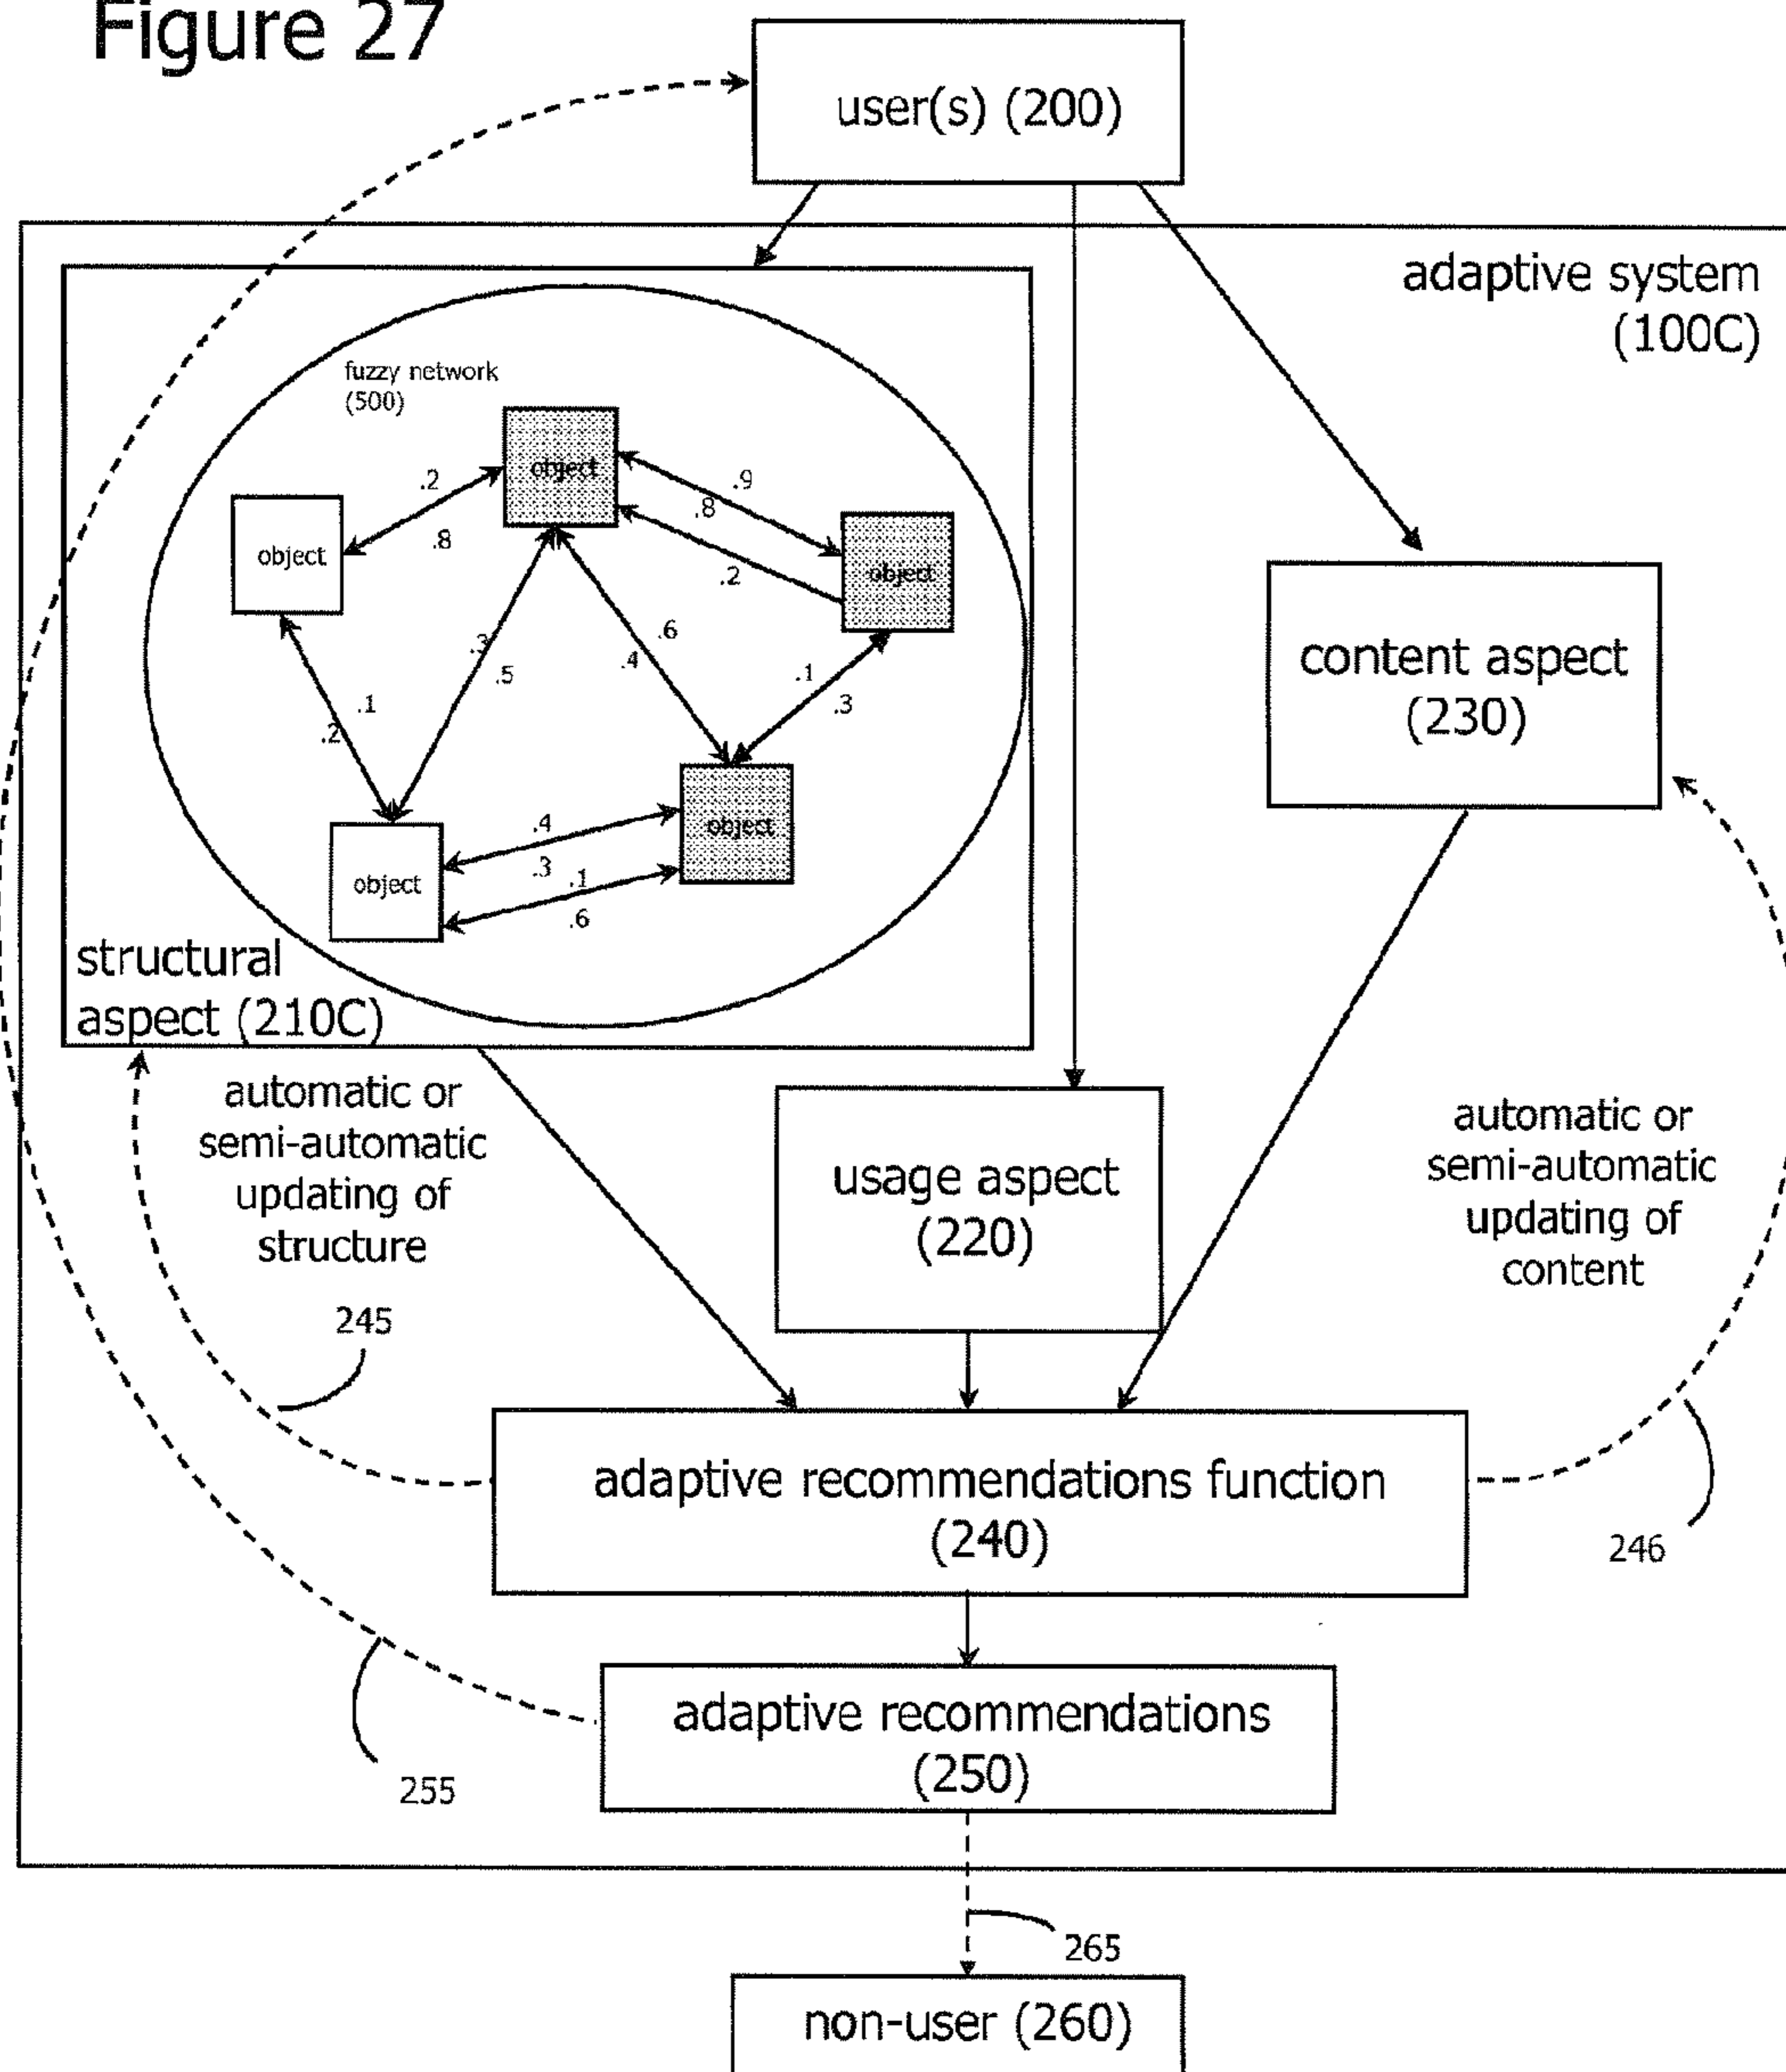 Figure 27
user(s) (200)
adaptive system
(100C)
fuzzy network
(500)
object
.2
.8
.9
.8
.2
object
object
.3
.5
.6
.4
.1
.3
.1
.2
object
.4
.3
.1
.6
object
structural
aspect (210C)
content aspect
(230)
automatic or
semi-automatic
updating of
structure
usage aspect
(220)
automatic or
semi-automatic
updating of
content
245
adaptive recommendations function
(240)
246
adaptive recommendations
(250)
255
265
non-user (260)